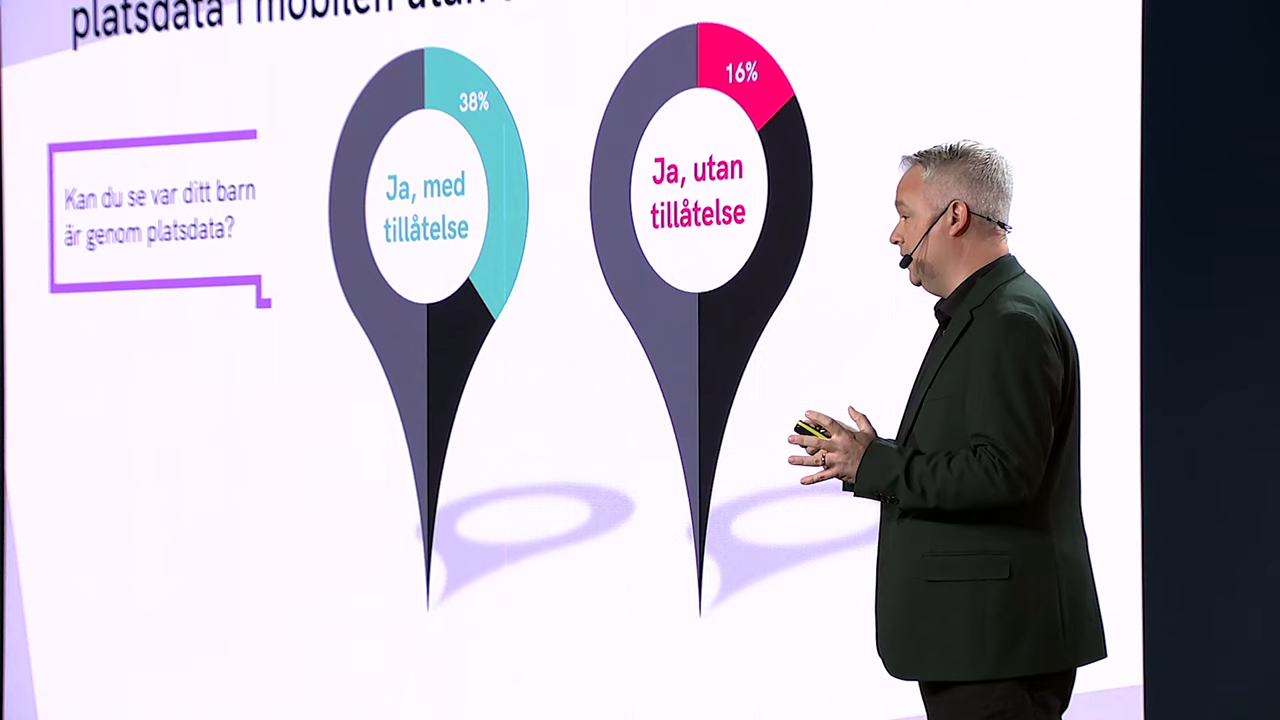 platsdata i mobilen utan
Kan du se var ditt barn
är genom platsdata?
38%
Ja, med
tillåtelse
16%
Ja, utan
tillåtelse